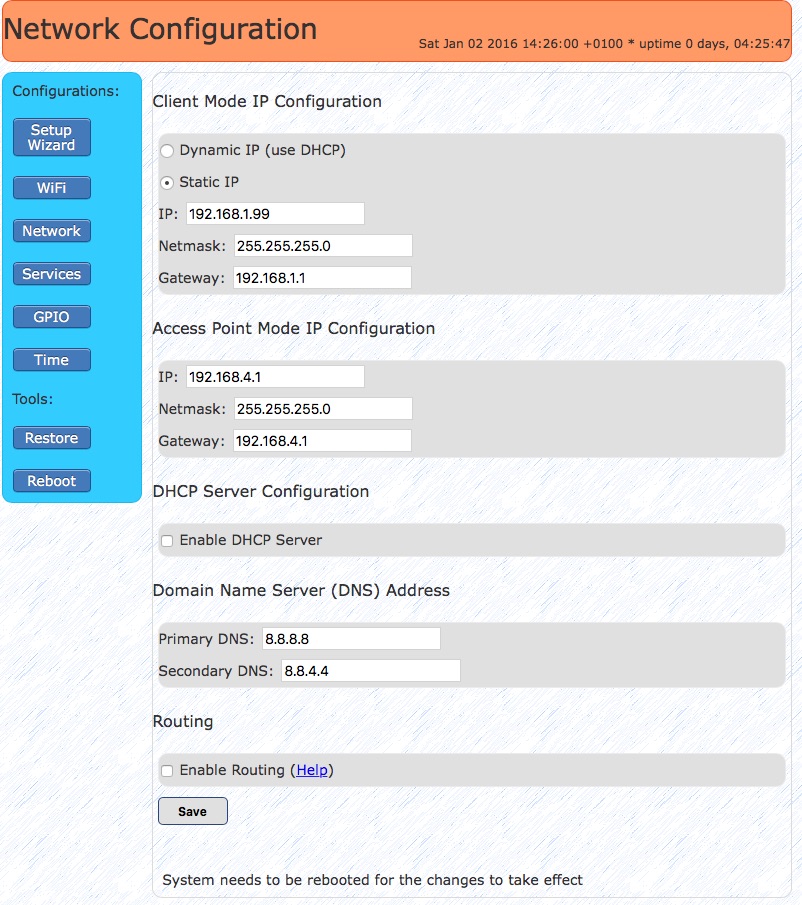 Network Configuration
Sat Jan 02 2016 14:26:00 +0100 * uptime 0 days, 04:25:47
Configurations:
Setup
Wizard
WiFi
Network
Services
GPIO
Time
Tools:
Restore
Reboot
Client Mode IP Configuration
Dynamic IP (use DHCP)
Static IP
IP: 192.168.1.99
Netmask: 255.255.255.0
Gateway: 192.168.1.1
Access Point Mode IP Configuration
IP: 192.168.4.1
Netmask: 255.255.255.0
Gateway: 192.168.4.1
DHCP Server Configuration
Enable DHCP Server
Domain Name Server (DNS) Address
Primary DNS: 8.8.8.8
Secondary DNS: 8.8.4.4
Routing
Enable Routing (Help)
Save
System needs to be rebooted for the changes to take effect